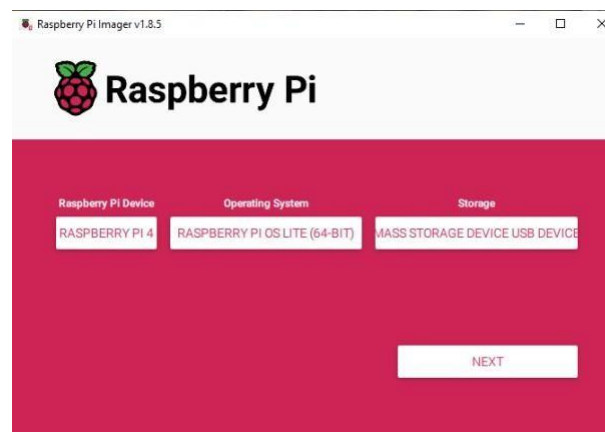 Raspberry Pi Imager v1.8.5
Raspberry Pi
Raspberry Pi Device Operating System Storage
RASPBERRY PI 4 RASPBERRY PI OS LITE (64-BIT) MASS STORAGE DEVICE USB DEVICE
NEXT